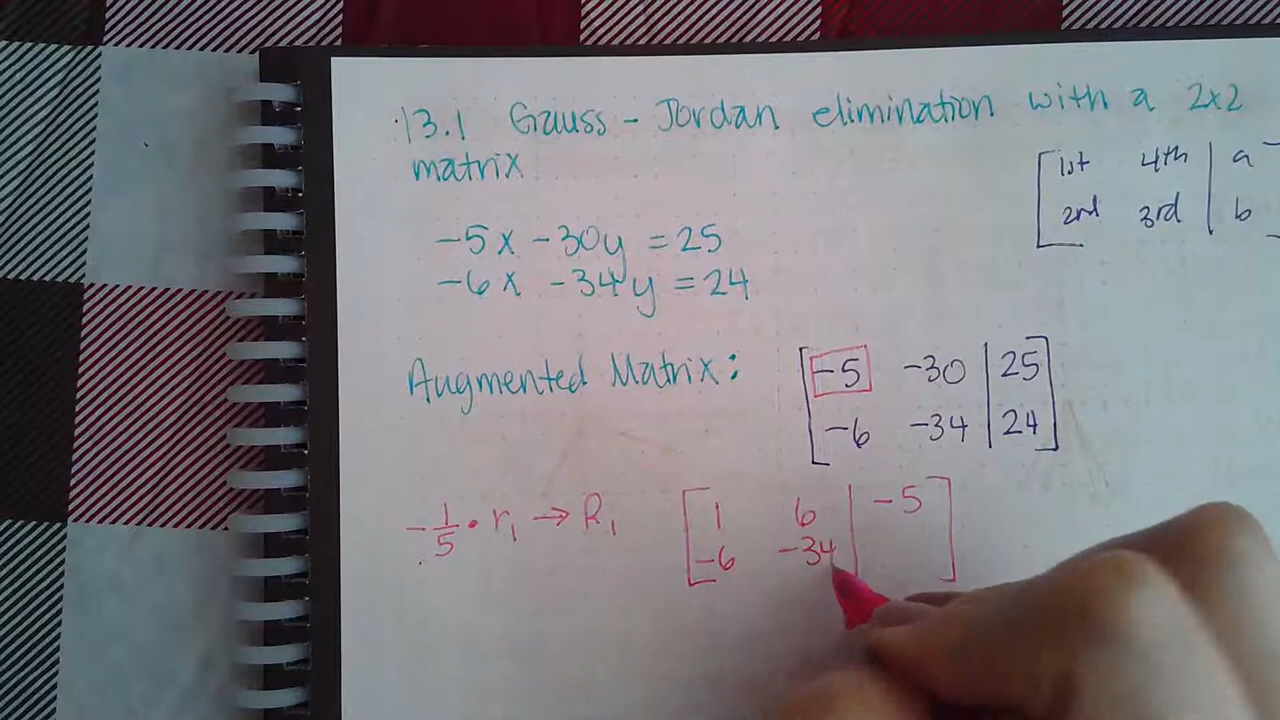 13.1 Gauss - Jordan elimination with a 2x2
matrix
1st 4th | a
2nd 3rd | b
-5x -30y = 25
-6x -34y = 24
Augmented Matrix:
-5 -30 | 25
-6 -34 | 24
-1/5 • r₁ → R₁
1 6 | -5
-6 -34 |